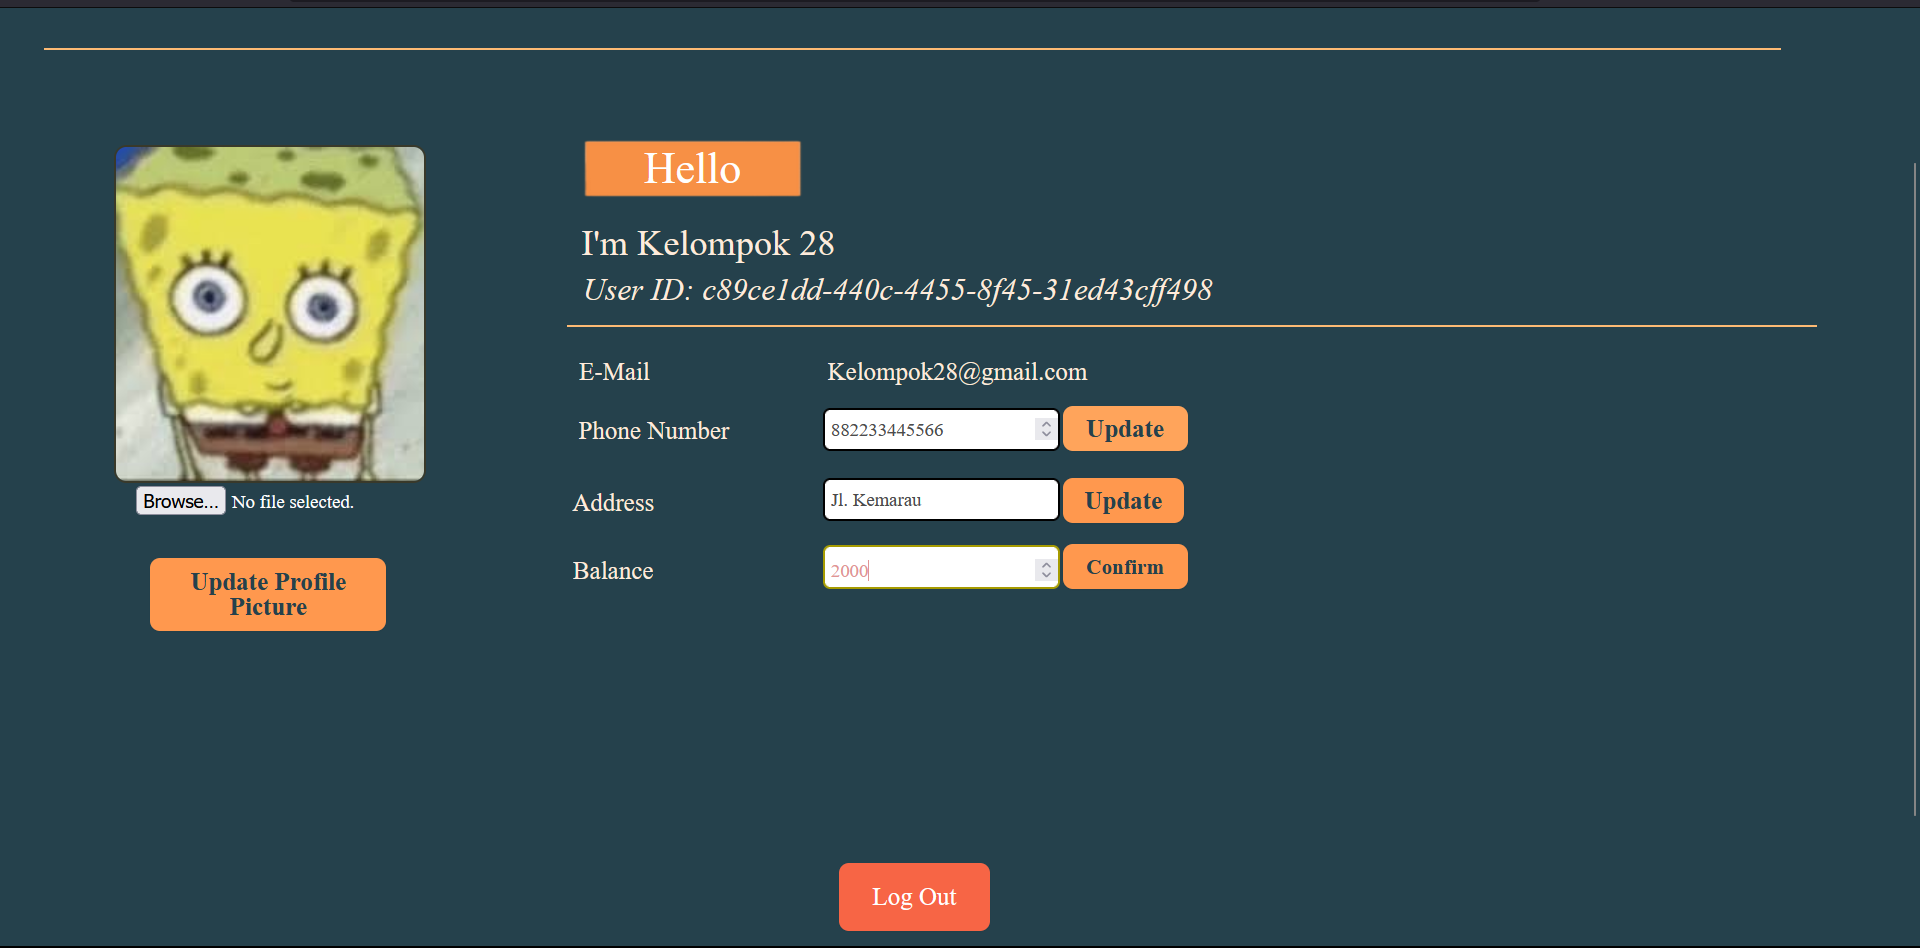 Hello
I'm Kelompok 28
User ID: c89ce1dd-440c-4455-8f45-31ed43cff498
E-Mail Kelompok28@gmail.com
Phone Number 882233445566 Update
Address Jl. Kemarau Update
Balance 2000 Confirm
Browse... No file selected.
Update Profile
Picture
Log Out